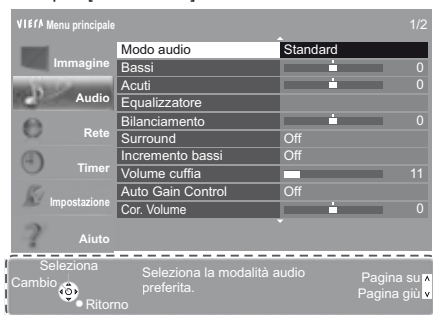 VIErA Menu principale 1/2
Immagine
Audio
Rete
Timer
Impostazione
Aiuto
Modo audio Standard
Bassi 0
Acuti 0
Equalizzatore
Bilanciamento 0
Surround Off
Incremento bassi Off
Volume cuffia 11
Auto Gain Control Off
Cor. Volume 0
Seleziona
Cambio
Ritorno
Seleziona la modalità audio
preferita.
Pagina su
Pagina giù